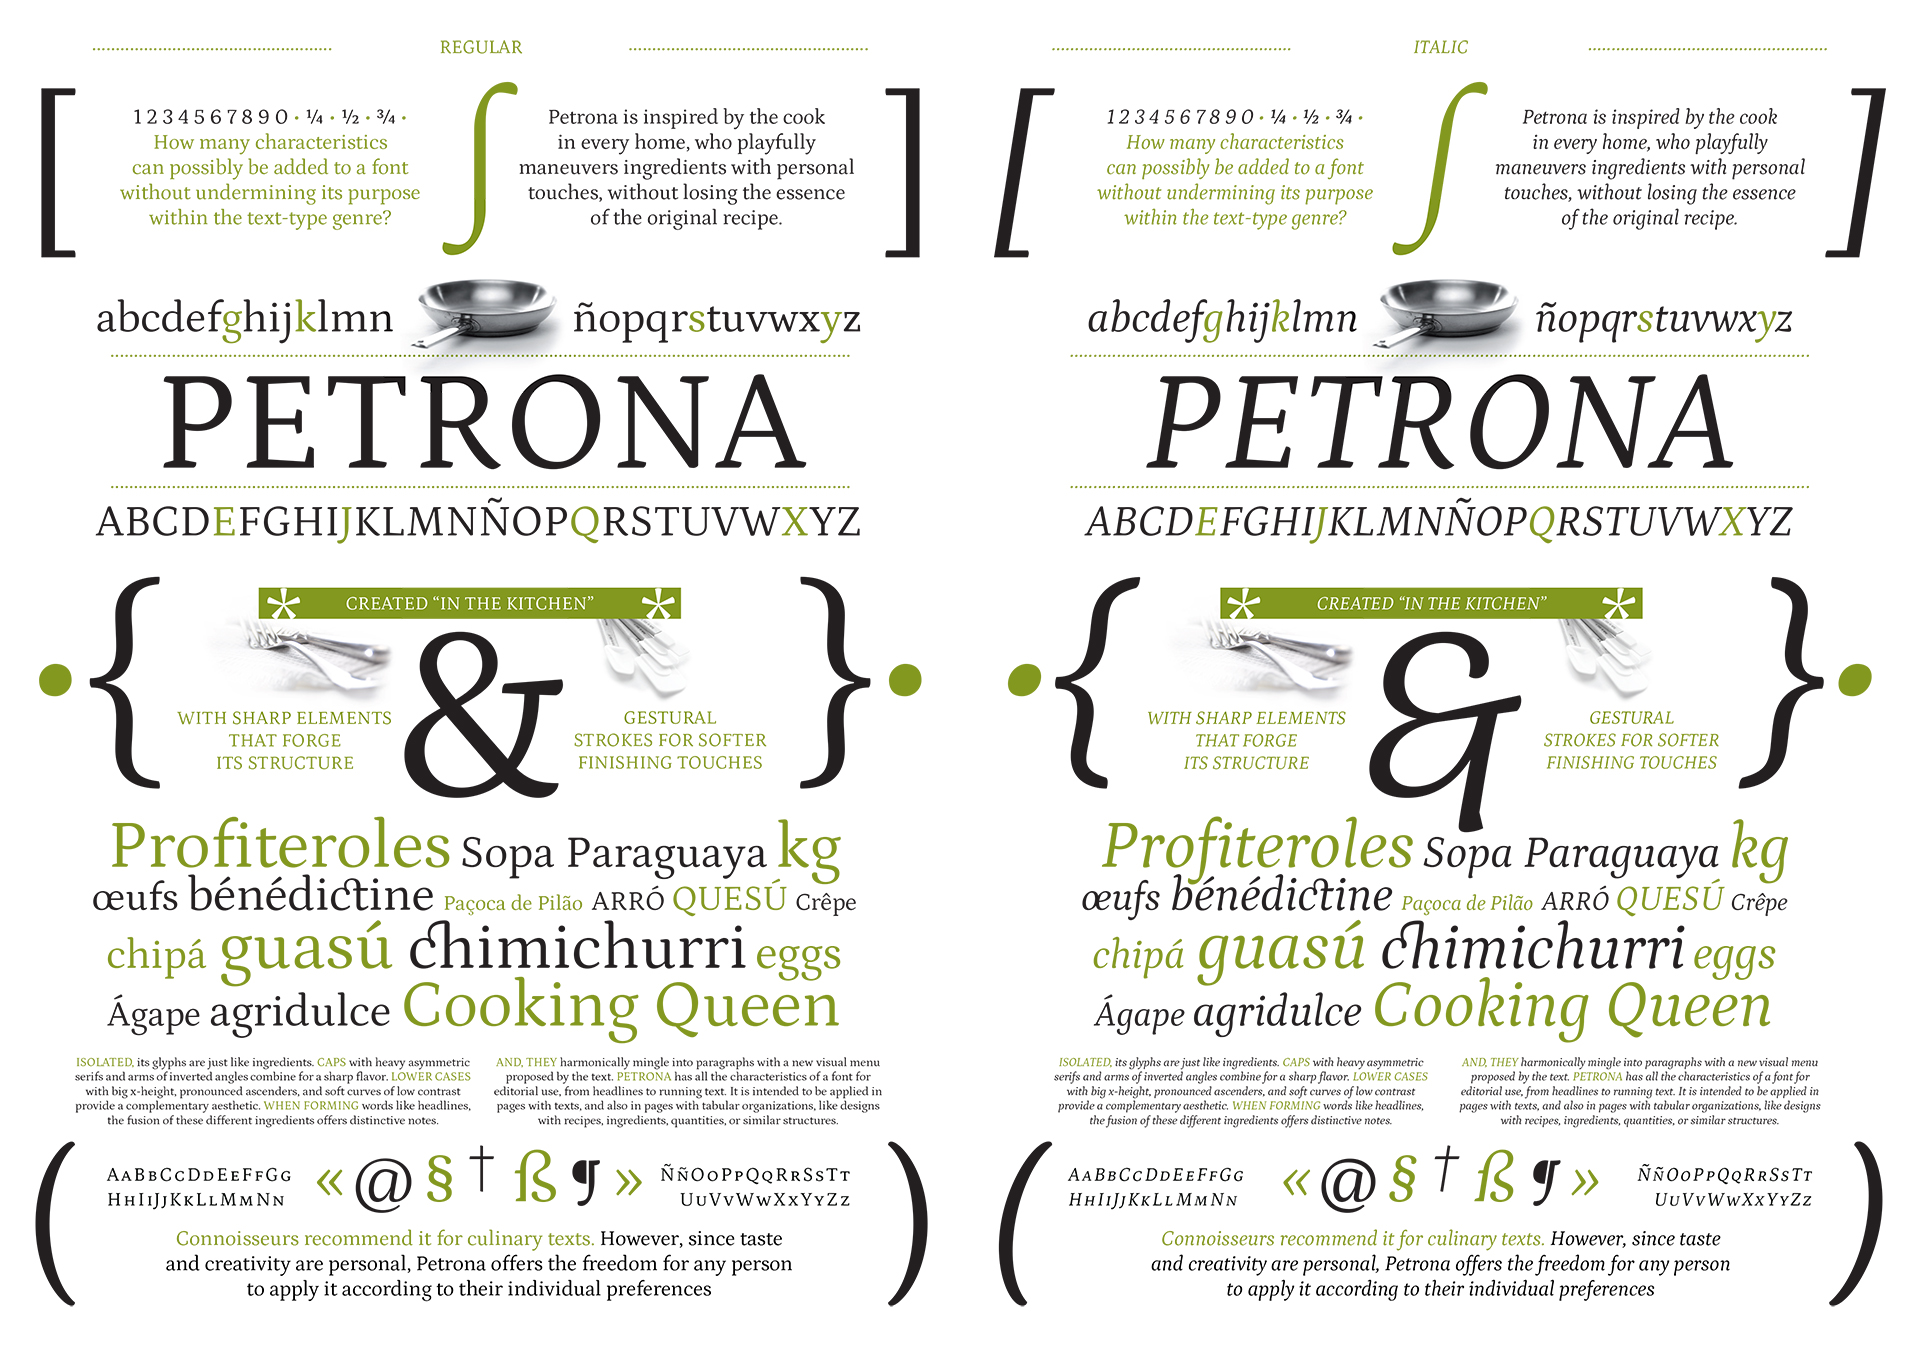 REGULAR
1 2 3 4 5 6 7 8 9 0 · ¼ · ½ · ¾ ·
How many characteristics
can possibly be added to a font
without undermining its purpose
within the text-type genre?
Petrona is inspired by the cook
in every home, who playfully
maneuvers ingredients with personal
touches, without losing the essence
of the original recipe.
abcdefghijklmn
ñopqrstuvwxyz
PETRONA
ABCDEFGHIJKLMNÑOPQRSTUVWXYZ
* CREATED “IN THE KITCHEN” *
WITH SHARP ELEMENTS
THAT FORGE
ITS STRUCTURE
&
GESTURAL
STROKES FOR SOFTER
FINISHING TOUCHES
Profiteroles Sopa Paraguaya kg
œufs bénédictine Paçoca de Pilão ARRÓ QUESÚ Crêpe
chipá guasú chimichurri eggs
Ágape agridulce Cooking Queen
ISOLATED, its glyphs are just like ingredients. CAPS with heavy asymmetric
serifs and arms of inverted angles combine for a sharp flavor. LOWER CASES
with big x-height, pronounced ascenders, and soft curves of low contrast
provide a complementary aesthetic. WHEN FORMING words like headlines,
the fusion of these different ingredients offers distinctive notes.
AND, THEY harmonically mingle into paragraphs with a new visual menu
proposed by the text. PETRONA has all the characteristics of a font for
editorial use, from headlines to running text. It is intended to be applied in
pages with texts, and also in pages with tabular organizations, like designs
with recipes, ingredients, quantities, or similar structures.
AaBbCcDdEeFfGg
HhIiJjKkLlMmNn
« @ § † ß ¶ »
ÑñOoPpQqRrSsTt
UuVvWwXxYyZz
Connoisseurs recommend it for culinary texts. However, since taste
and creativity are personal, Petrona offers the freedom for any person
to apply it according to their individual preferences
ITALIC
1 2 3 4 5 6 7 8 9 0 · ¼ · ½ · ¾ ·
How many characteristics
can possibly be added to a font
without undermining its purpose
within the text-type genre?
Petrona is inspired by the cook
in every home, who playfully
maneuvers ingredients with personal
touches, without losing the essence
of the original recipe.
abcdefghijklmn
ñopqrstuvwxyz
PETRONA
ABCDEFGHIJKLMNÑOPQRSTUVWXYZ
* CREATED “IN THE KITCHEN” *
WITH SHARP ELEMENTS
THAT FORGE
ITS STRUCTURE
&
GESTURAL
STROKES FOR SOFTER
FINISHING TOUCHES
Profiteroles Sopa Paraguaya kg
œufs bénédictine Paçoca de Pilão ARRÓ QUESÚ Crêpe
chipá guasú chimichurri eggs
Ágape agridulce Cooking Queen
ISOLATED, its glyphs are just like ingredients. CAPS with heavy asymmetric
serifs and arms of inverted angles combine for a sharp flavor. LOWER CASES
with big x-height, pronounced ascenders, and soft curves of low contrast
provide a complementary aesthetic. WHEN FORMING words like headlines,
the fusion of these different ingredients offers distinctive notes.
AND, THEY harmonically mingle into paragraphs with a new visual menu
proposed by the text. PETRONA has all the characteristics of a font for
editorial use, from headlines to running text. It is intended to be applied in
pages with texts, and also in pages with tabular organizations, like designs
with recipes, ingredients, quantities, or similar structures.
AaBbCcDdEeFfGg
HhIiJjKkLlMmNn
« @ § † ß ¶ »
ÑñOoPpQqRrSsTt
UuVvWwXxYyZz
Connoisseurs recommend it for culinary texts. However, since taste
and creativity are personal, Petrona offers the freedom for any person
to apply it according to their individual preferences